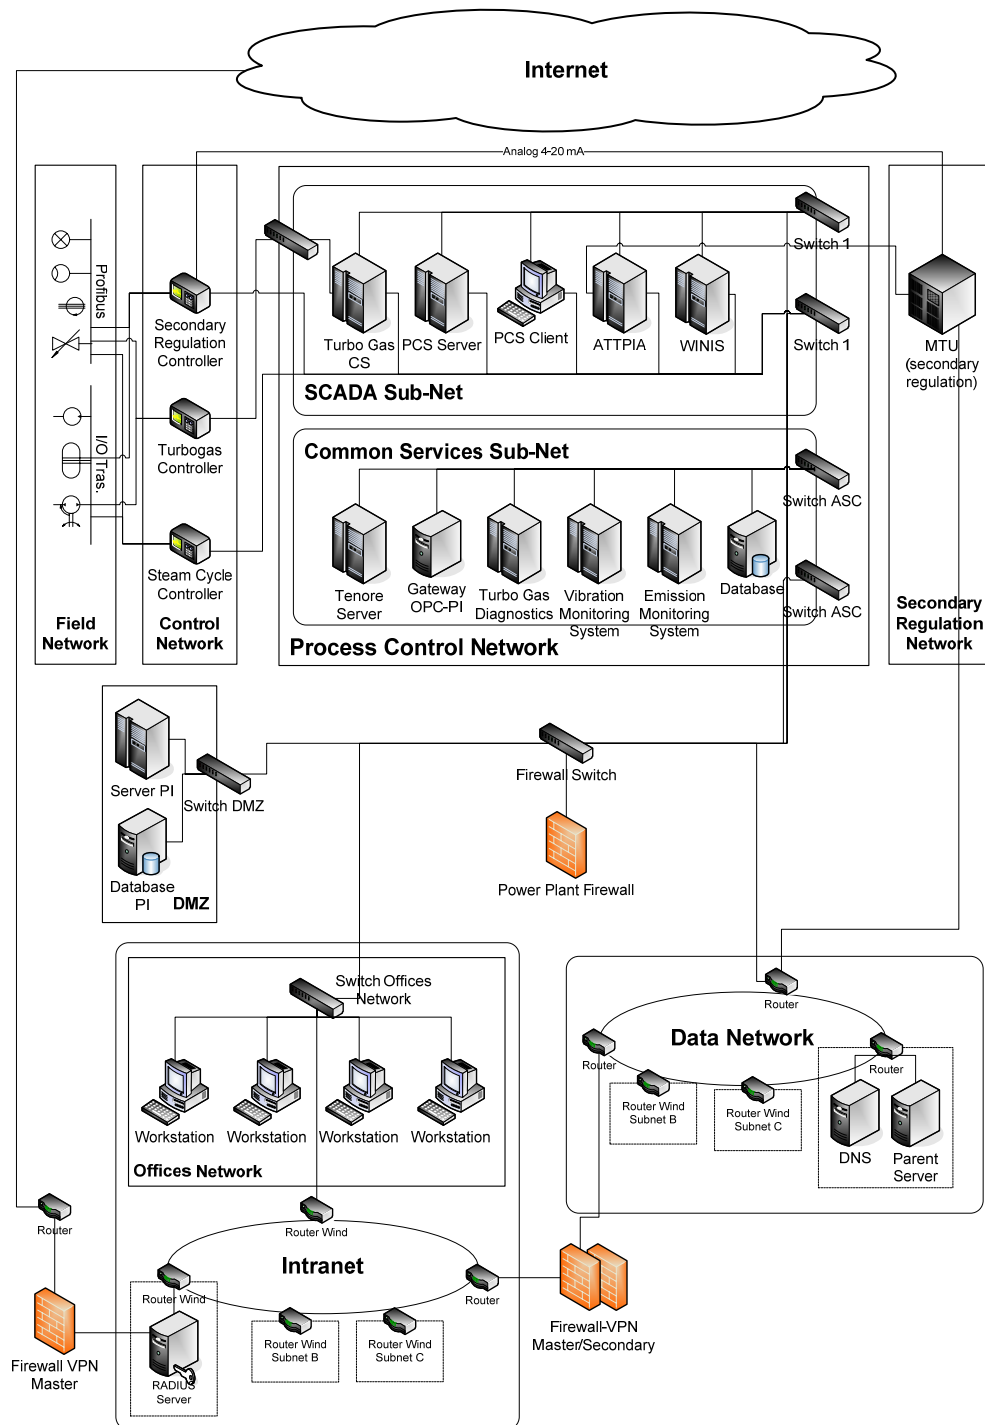 Internet
Analog 4-20 mA
Switch 1
Profibus
Secondary
Regulation
Controller
Turbo Gas
CS
PCS Server
PCS Client
ATTPIA
WINIS
Switch 1
MTU
(secondary
regulation)
SCADA Sub-Net
I/O Tras.
Turbogas
Controller
Common Services Sub-Net
Switch ASC
Steam Cycle
Controller
Tenore
Server
Gateway
OPC-PI
Turbo Gas
Diagnostics
Vibration
Monitoring
System
Emission
Monitoring
System
Database
Switch ASC
Field
Network
Control
Network
Process Control Network
Secondary
Regulation
Network
Server PI
Switch DMZ
Firewall Switch
Database
PI
DMZ
Power Plant Firewall
Switch Offices
Network
Workstation
Workstation
Workstation
Workstation
Offices Network
Router
Data Network
Router
Router
Router Wind
Subnet B
Router Wind
Subnet C
DNS
Parent
Server
Router
Router Wind
Intranet
Router Wind
Router
Router Wind
Subnet B
Router Wind
Subnet C
RADIUS
Server
Firewall VPN
Master
Firewall-VPN
Master/Secondary